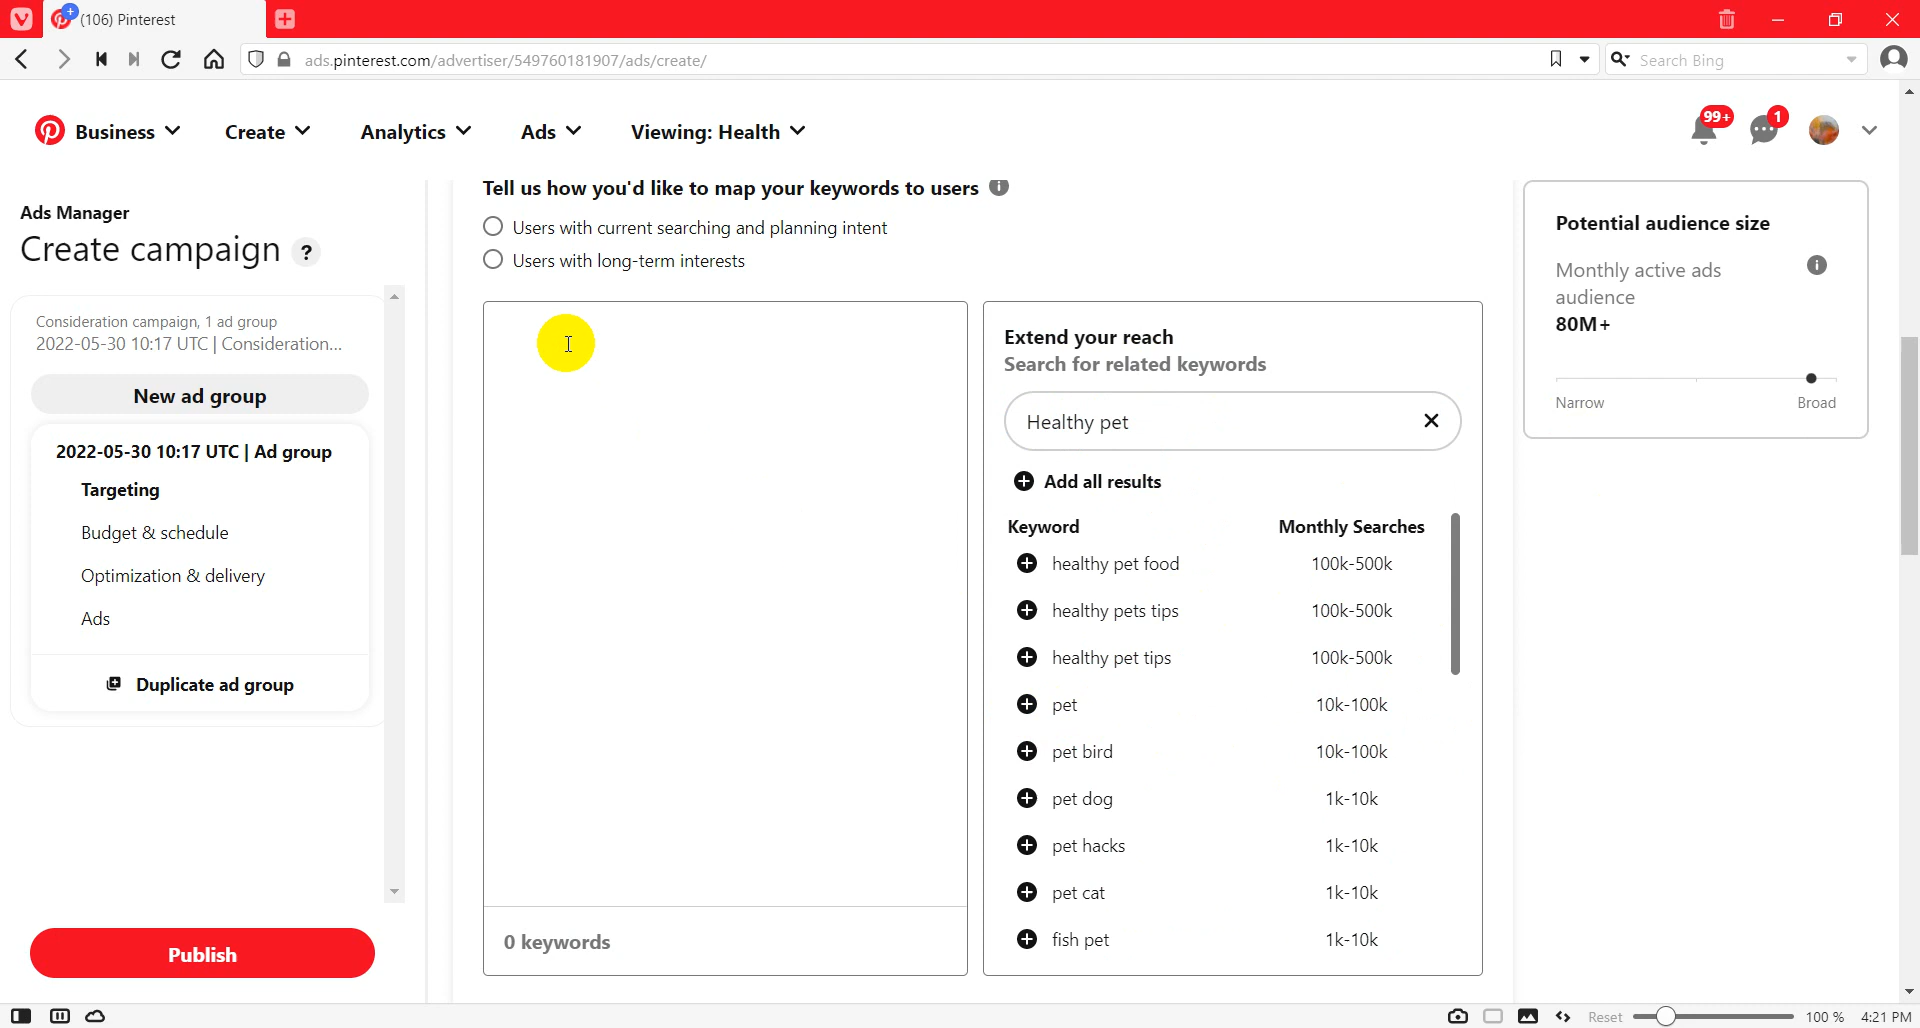 (106) Pinterest
ads.pinterest.com/advertiser/549760181907/ads/create/
Search Bing
Business
Create
Analytics
Ads
Viewing: Health
99+
1
Ads Manager
Create campaign ?
Consideration campaign, 1 ad group
2022-05-30 10:17 UTC | Consideration...
New ad group
2022-05-30 10:17 UTC | Ad group
Targeting
Budget & schedule
Optimization & delivery
Ads
Duplicate ad group
Publish
Tell us how you'd like to map your keywords to users
Users with current searching and planning intent
Users with long-term interests
0 keywords
Extend your reach
Search for related keywords
Healthy pet
Add all results
Keyword Monthly Searches
healthy pet food 100k-500k
healthy pets tips 100k-500k
healthy pet tips 100k-500k
pet 10k-100k
pet bird 10k-100k
pet dog 1k-10k
pet hacks 1k-10k
pet cat 1k-10k
fish pet 1k-10k
Potential audience size
Monthly active ads
audience
80M+
Narrow Broad
Reset 100 % 4:21 PM